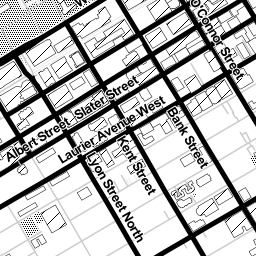 O'Connor Street
Slater Street
Albert Street
Laurier Avenue West
Bank Street
Kent Street
Lyon Street North